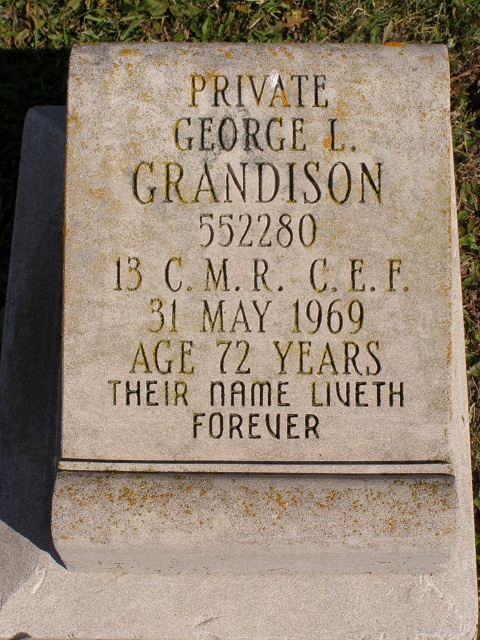 PRIVATE
GEORGE L.
GRANDISON
552280
13 C.M.R. C.E.F.
31 MAY 1969
AGE 72 YEARS
THEIR NAME LIVETH
FOREVER